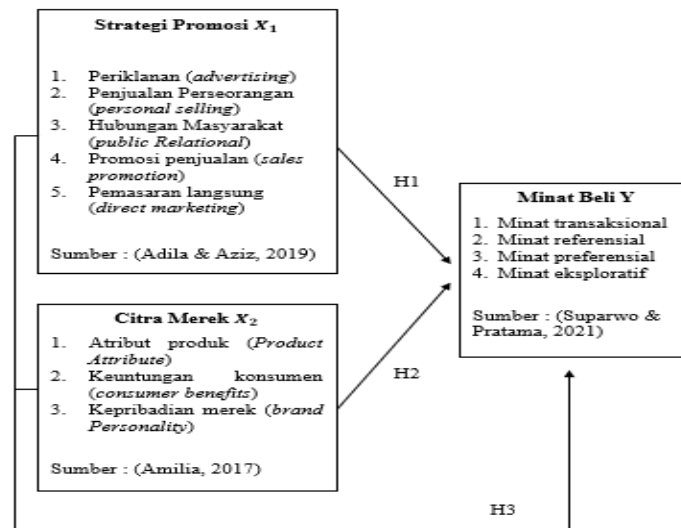 Strategi Promosi X₁
1. Periklanan (advertising)
2. Penjualan Perseorangan
(personal selling)
3. Hubungan Masyarakat
(public Relational)
4. Promosi penjualan (sales
promotion)
5. Pemasaran langsung
(direct marketing)
Sumber : (Adila & Aziz, 2019)
H1
Minat Beli Y
1. Minat transaksional
2. Minat referensial
3. Minat preferensial
4. Minat eksploratif
Sumber : (Suparwo &
Pratama, 2021)
Citra Merek X₂
1. Atribut produk (Product
Attribute)
2. Keuntungan konsumen
(consumer benefits)
3. Kepribadian merek (brand
Personality)
Sumber : (Amilia, 2017)
H2
H3